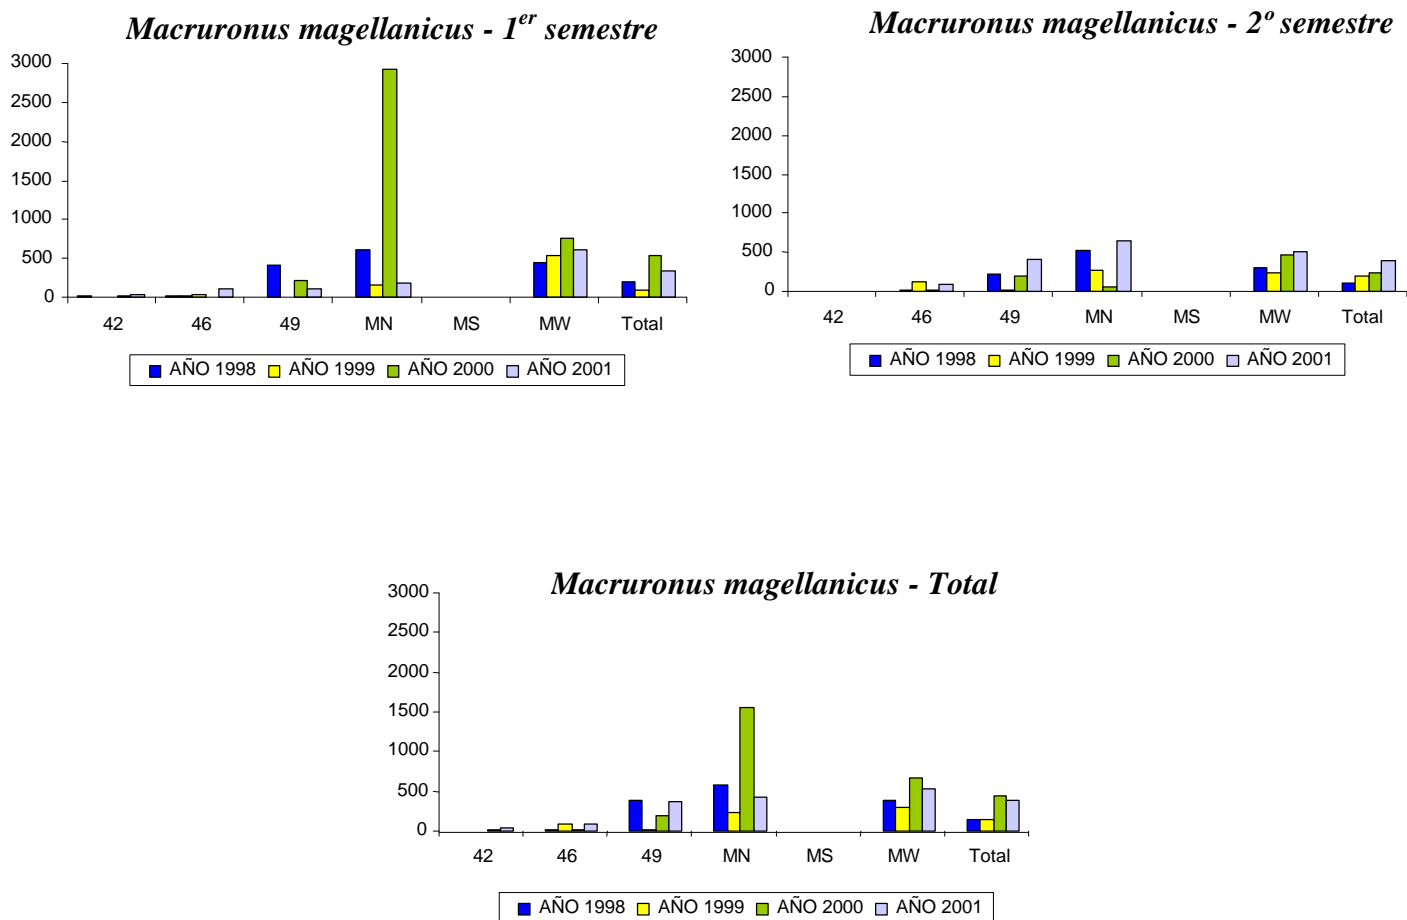 Macruronus magellanicus - 1er semestre
3000
2500
2000
1500
1000
500
0
42 46 49 MN MS MW Total
AÑO 1998 AÑO 1999 AÑO 2000 AÑO 2001
Macruronus magellanicus - 2º semestre
3000
2500
2000
1500
1000
500
0
42 46 49 MN MS MW Total
AÑO 1998 AÑO 1999 AÑO 2000 AÑO 2001
Macruronus magellanicus - Total
3000
2500
2000
1500
1000
500
0
42 46 49 MN MS MW Total
AÑO 1998 AÑO 1999 AÑO 2000 AÑO 2001